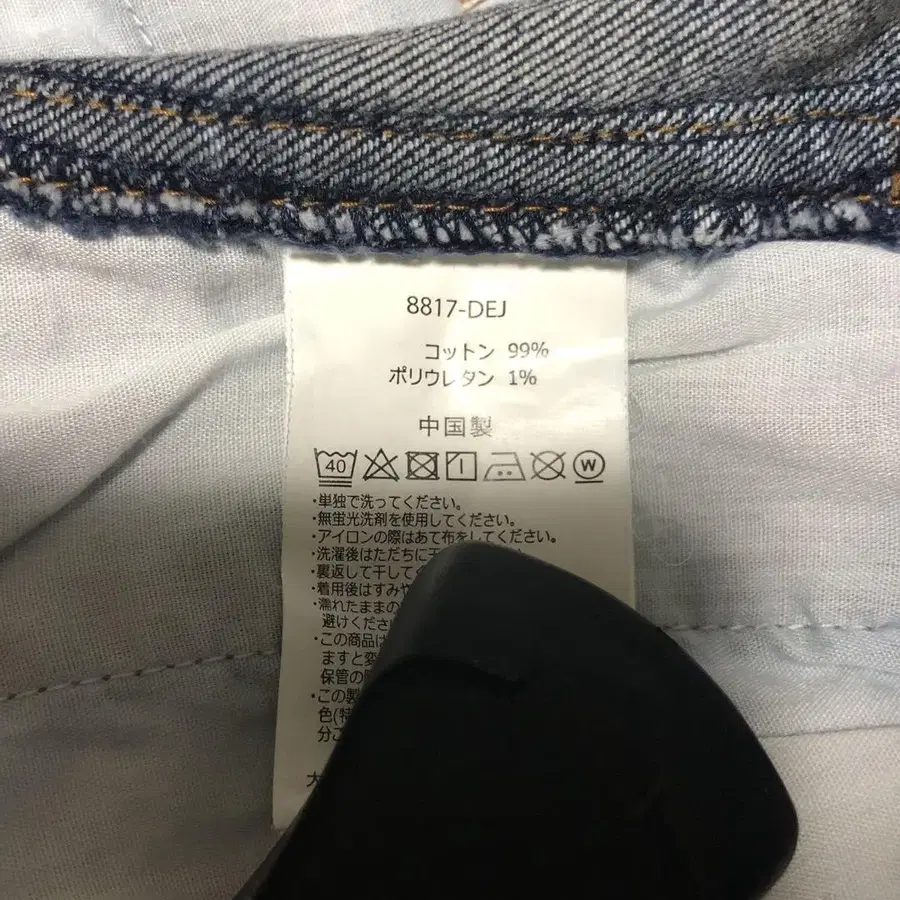 8817-DEJ
コットン 99%
ポリウレタン 1%
中国製
40 W
・単独で洗ってください。
・無蛍光洗剤を使用してください。
・アイロンの際はあて布をしてください。
・洗濯後はただちに干
・裏返して干して
・着用後はすみや
・濡れたままの
避けくださ
・この商品は
ますと変
保管の
・この製
色(特
分ご
大